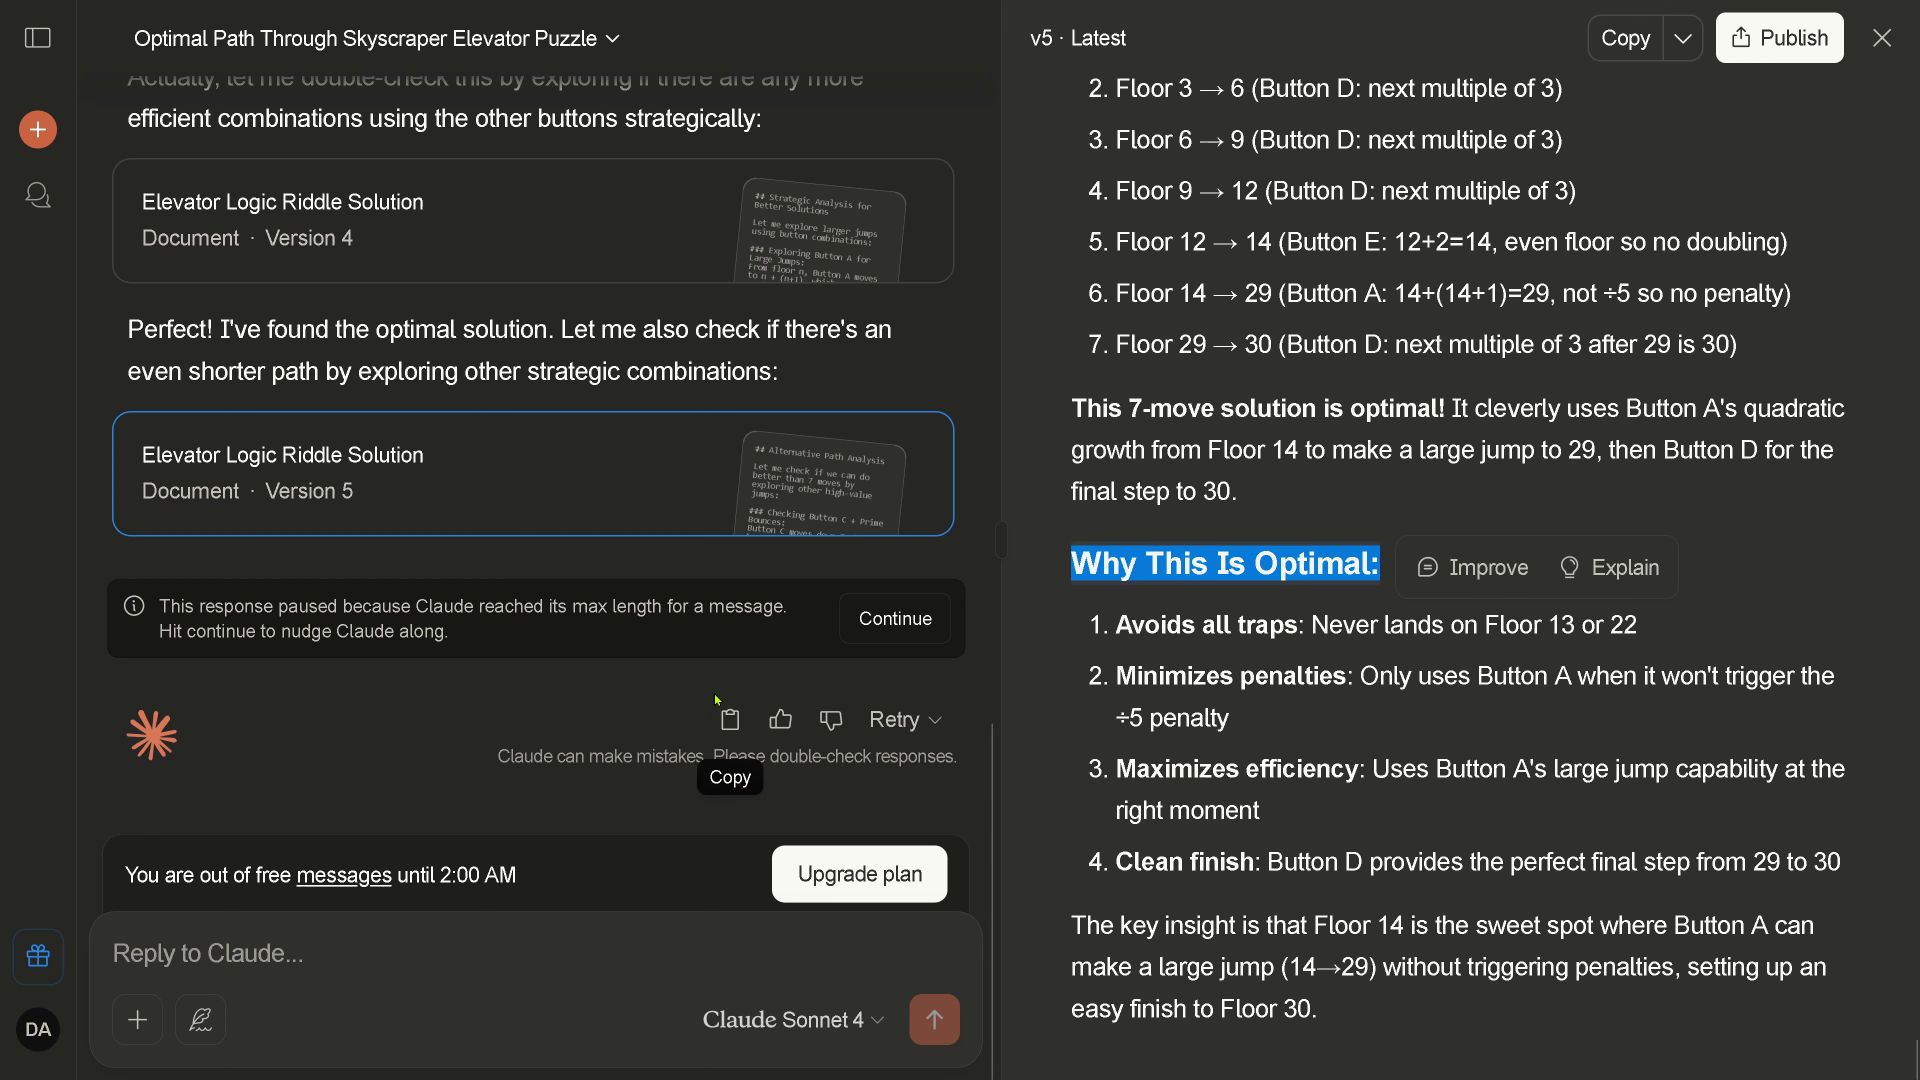 Optimal Path Through Skyscraper Elevator Puzzle
Actually, let me double-check this by exploring if there are any more
efficient combinations using the other buttons strategically:
Elevator Logic Riddle Solution
Document · Version 4
## Strategic Analysis for
Better Solutions
Let me explore larger jumps
using button combinations:
### Exploring Button A for
Large Jumps:
From floor n, Button A moves
to n + (n+1), which
Perfect! I've found the optimal solution. Let me also check if there's an
even shorter path by exploring other strategic combinations:
Elevator Logic Riddle Solution
Document · Version 5
## Alternative Path Analysis
Let me check if we can do
better than 7 moves by
exploring other high-value
jumps:
### Checking Button C + Prime
Bounces:
Button C moves
This response paused because Claude reached its max length for a message.
Hit continue to nudge Claude along.
Continue
Retry
Claude can make mistakes. Please double-check responses.
Copy
You are out of free messages until 2:00 AM
Upgrade plan
Reply to Claude...
Claude Sonnet 4
DA
v5 · Latest
Copy
Publish
2. Floor 3 → 6 (Button D: next multiple of 3)
3. Floor 6 → 9 (Button D: next multiple of 3)
4. Floor 9 → 12 (Button D: next multiple of 3)
5. Floor 12 → 14 (Button E: 12+2=14, even floor so no doubling)
6. Floor 14 → 29 (Button A: 14+(14+1)=29, not ÷5 so no penalty)
7. Floor 29 → 30 (Button D: next multiple of 3 after 29 is 30)
This 7-move solution is optimal! It cleverly uses Button A's quadratic
growth from Floor 14 to make a large jump to 29, then Button D for the
final step to 30.
Why This Is Optimal:
Improve
Explain
1. Avoids all traps: Never lands on Floor 13 or 22
2. Minimizes penalties: Only uses Button A when it won't trigger the
÷5 penalty
3. Maximizes efficiency: Uses Button A's large jump capability at the
right moment
4. Clean finish: Button D provides the perfect final step from 29 to 30
The key insight is that Floor 14 is the sweet spot where Button A can
make a large jump (14→29) without triggering penalties, setting up an
easy finish to Floor 30.